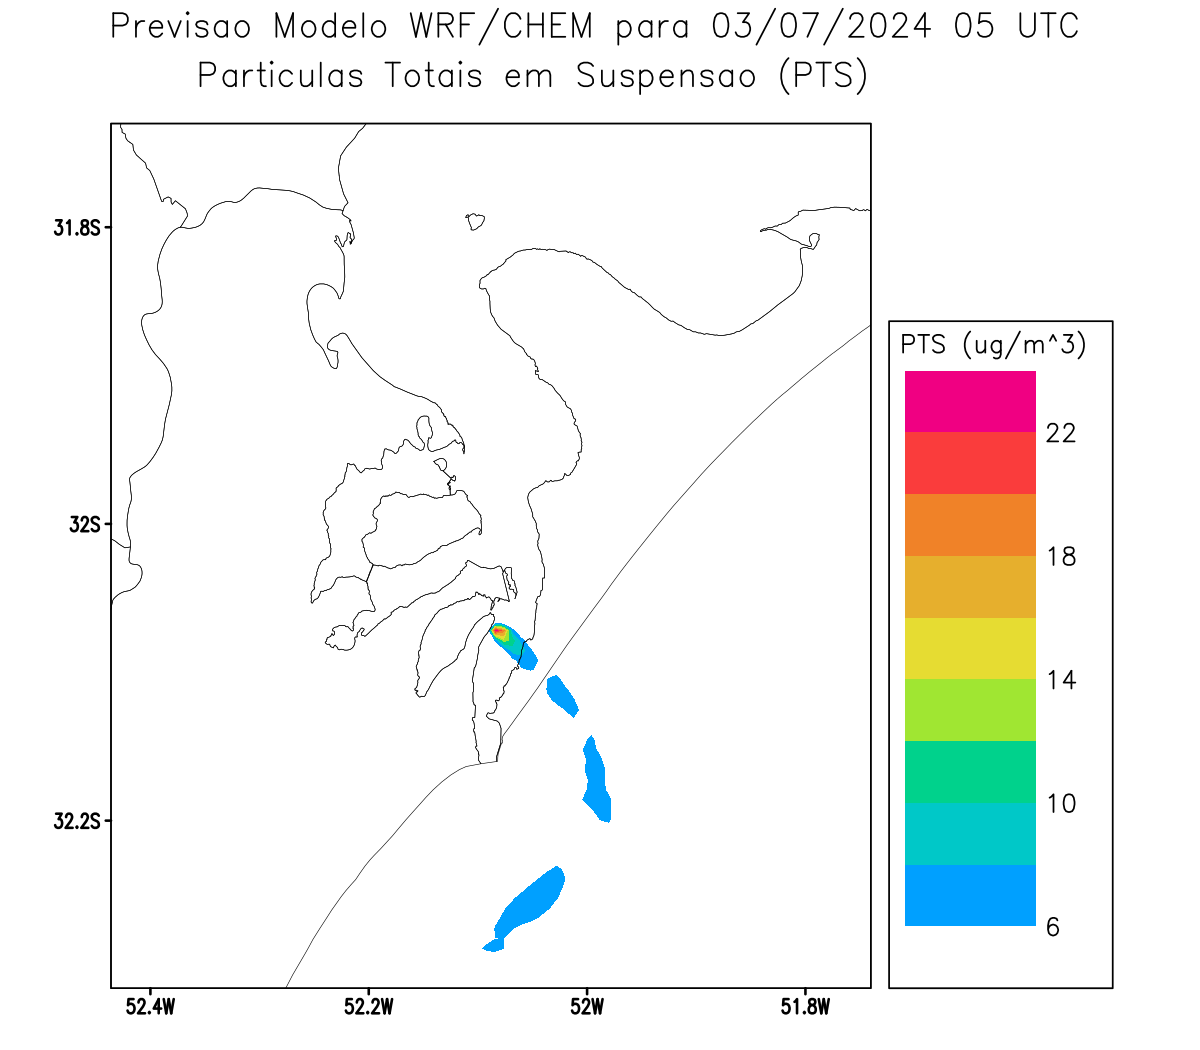 Previsao Modelo WRF/CHEM para 03/07/2024 05 UTC
Particulas Totais em Suspensao (PTS)
31.8S
32S
32.2S
52.4W
52.2W
52W
51.8W
PTS (ug/m^3)
22
18
14
10
6